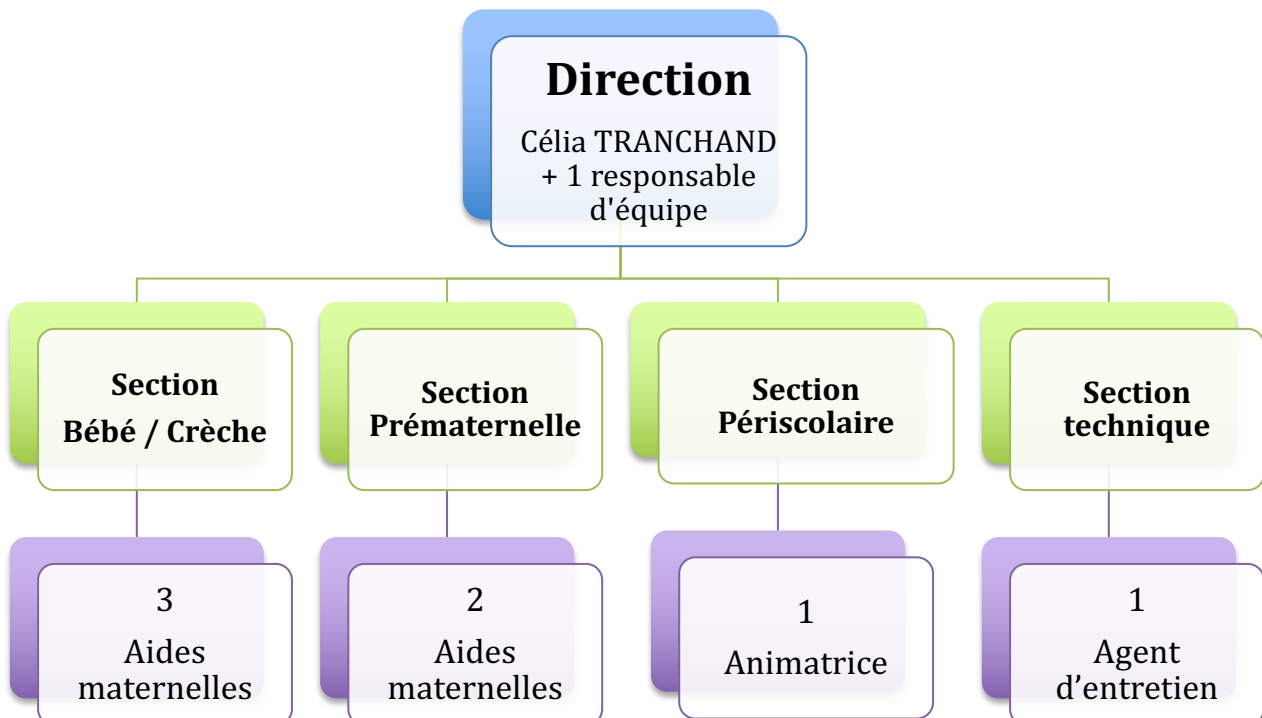 Direction
Célia TRANCHAND
+ 1 responsable
d'équipe
Section
Bébé / Crèche
Section
Prématernelle
Section
Périscolaire
Section
technique
3
Aides
maternelles
2
Aides
maternelles
1
Animatrice
1
Agent
d’entretien